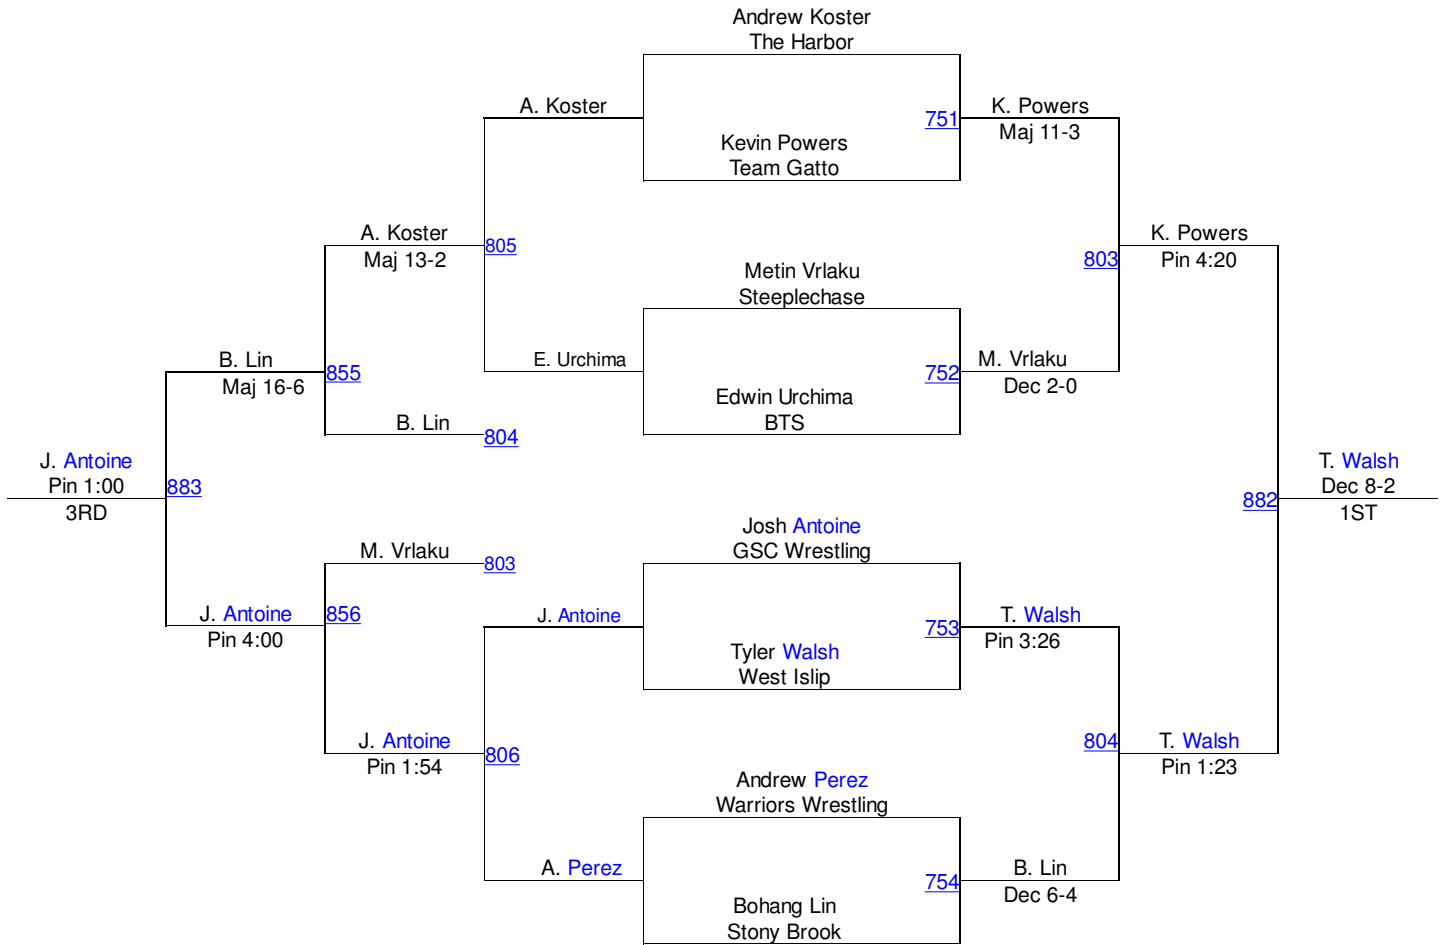 Andrew Koster
The Harbor
A. Koster
751
K. Powers
Maj 11-3
Kevin Powers
Team Gatto
A. Koster
Maj 13-2
805
803
K. Powers
Pin 4:20
Metin Vrlaku
Steeplechase
B. Lin
Maj 16-6
855
E. Urchima
752
M. Vrlaku
Dec 2-0
Edwin Urchima
BTS
B. Lin
804
J. Antoine
Pin 1:00
3RD
883
882
T. Walsh
Dec 8-2
1ST
Josh Antoine
GSC Wrestling
M. Vrlaku
803
J. Antoine
Pin 4:00
856
J. Antoine
753
T. Walsh
Pin 3:26
Tyler Walsh
West Islip
J. Antoine
Pin 1:54
806
804
T. Walsh
Pin 1:23
Andrew Perez
Warriors Wrestling
A. Perez
754
B. Lin
Dec 6-4
Bohang Lin
Stony Brook